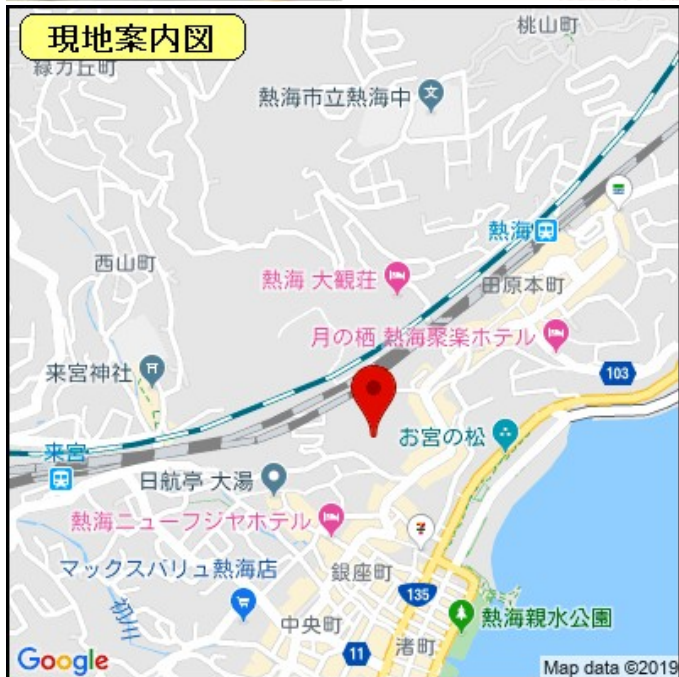 現地案内図
桃山町
緑ガ丘町
熱海市立熱海中
文
熱海
西山町
熱海 大観荘
田原本町
月の栖 熱海聚楽ホテル
来宮神社
103
お宮の松
来宮
日航亭 大湯
熱海ニューフジヤホテル
7
マックスバリュ熱海店
銀座町
135
初川
中央町
熱海親水公園
渚町
11
Google
Map data ©2019